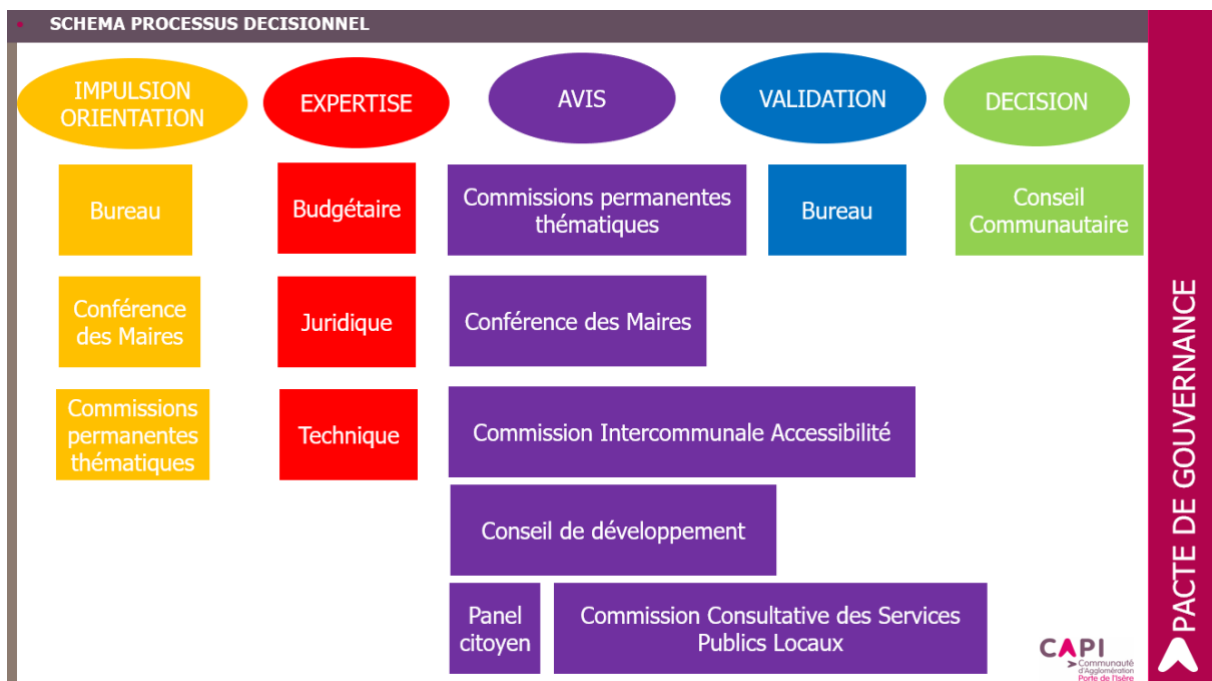 SCHEMA PROCESSUS DECISIONNEL
IMPULSION
ORIENTATION
EXPERTISE
AVIS
VALIDATION
DECISION
Bureau
Budgétaire
Commissions permanentes
thématiques
Bureau
Conseil
Communautaire
Conférence
des Maires
Juridique
Conférence des Maires
Commissions
permanentes
thématiques
Technique
Commission Intercommunale Accessibilité
Conseil de développement
Panel
citoyen
Commission Consultative des Services
Publics Locaux
CAPI
Communauté
d'Agglomération
Porte de l'Isère
PACTE DE GOUVERNANCE